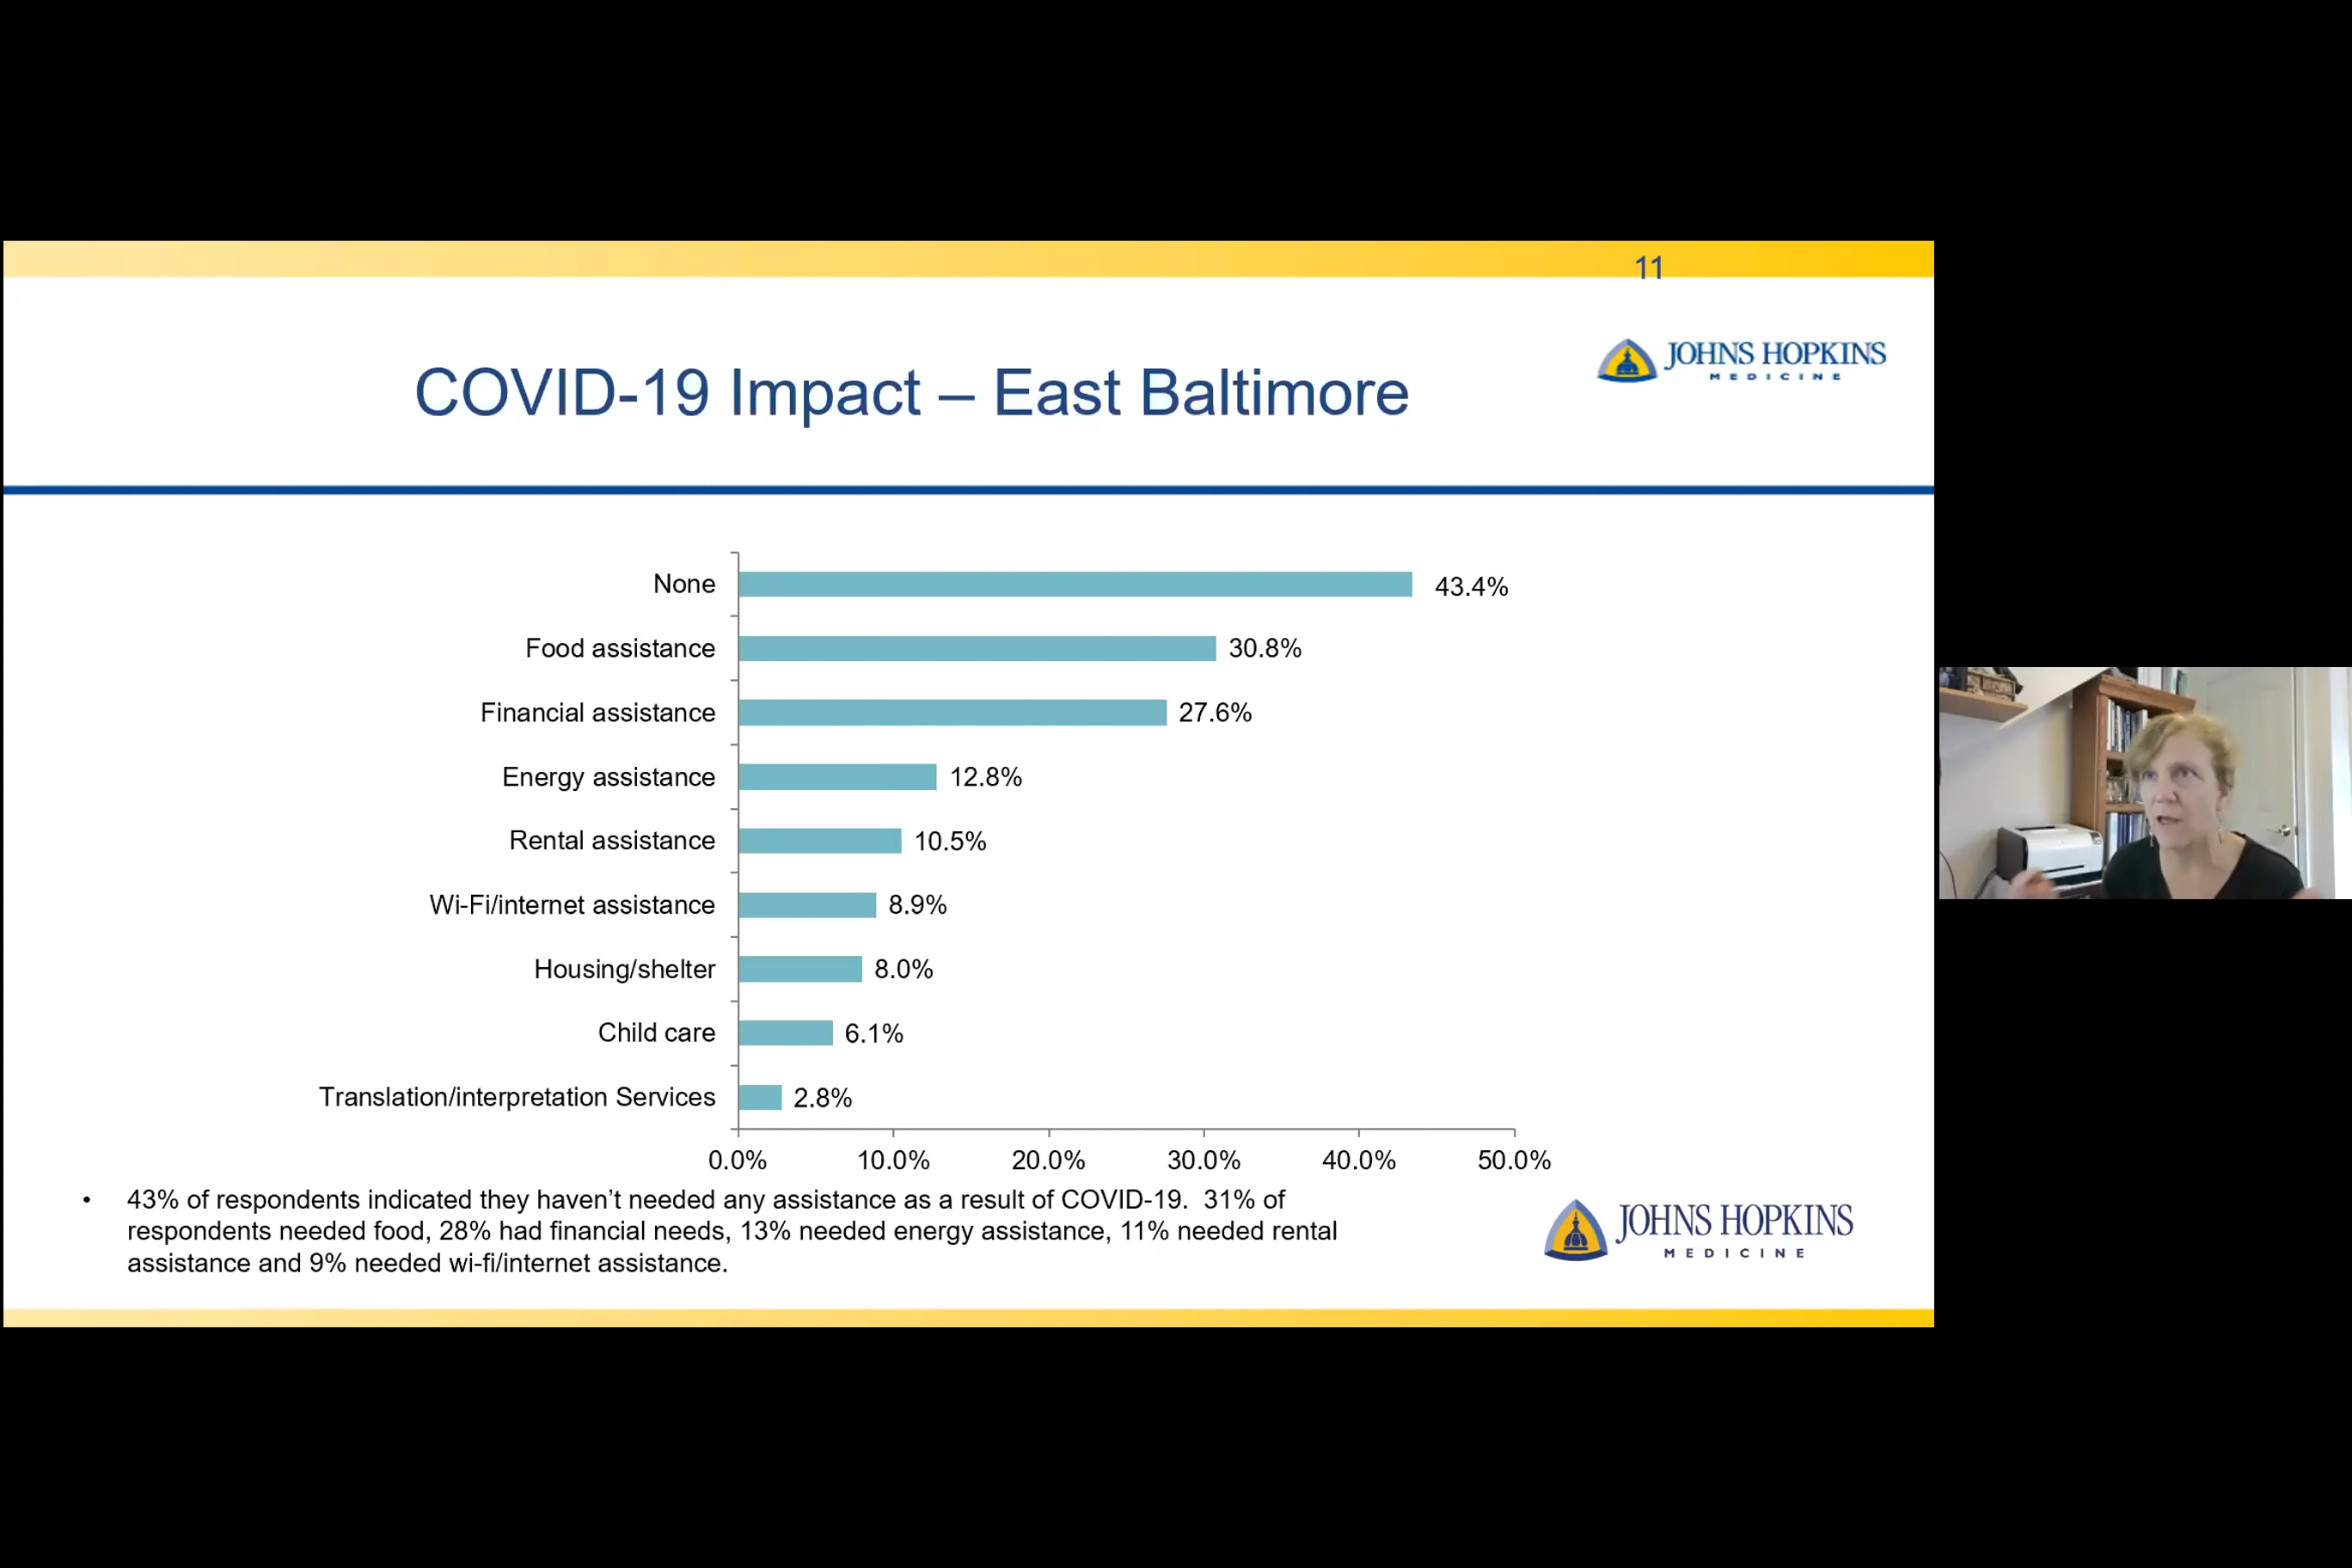 11
JOHNS HOPKINS
MEDICINE
COVID-19 Impact – East Baltimore
None 43.4%
Food assistance 30.8%
Financial assistance 27.6%
Energy assistance 12.8%
Rental assistance 10.5%
Wi-Fi/internet assistance 8.9%
Housing/shelter 8.0%
Child care 6.1%
Translation/interpretation Services 2.8%
0.0% 10.0% 20.0% 30.0% 40.0% 50.0%
• 43% of respondents indicated they haven’t needed any assistance as a result of COVID-19. 31% of
respondents needed food, 28% had financial needs, 13% needed energy assistance, 11% needed rental
assistance and 9% needed wi-fi/internet assistance.
JOHNS HOPKINS
MEDICINE